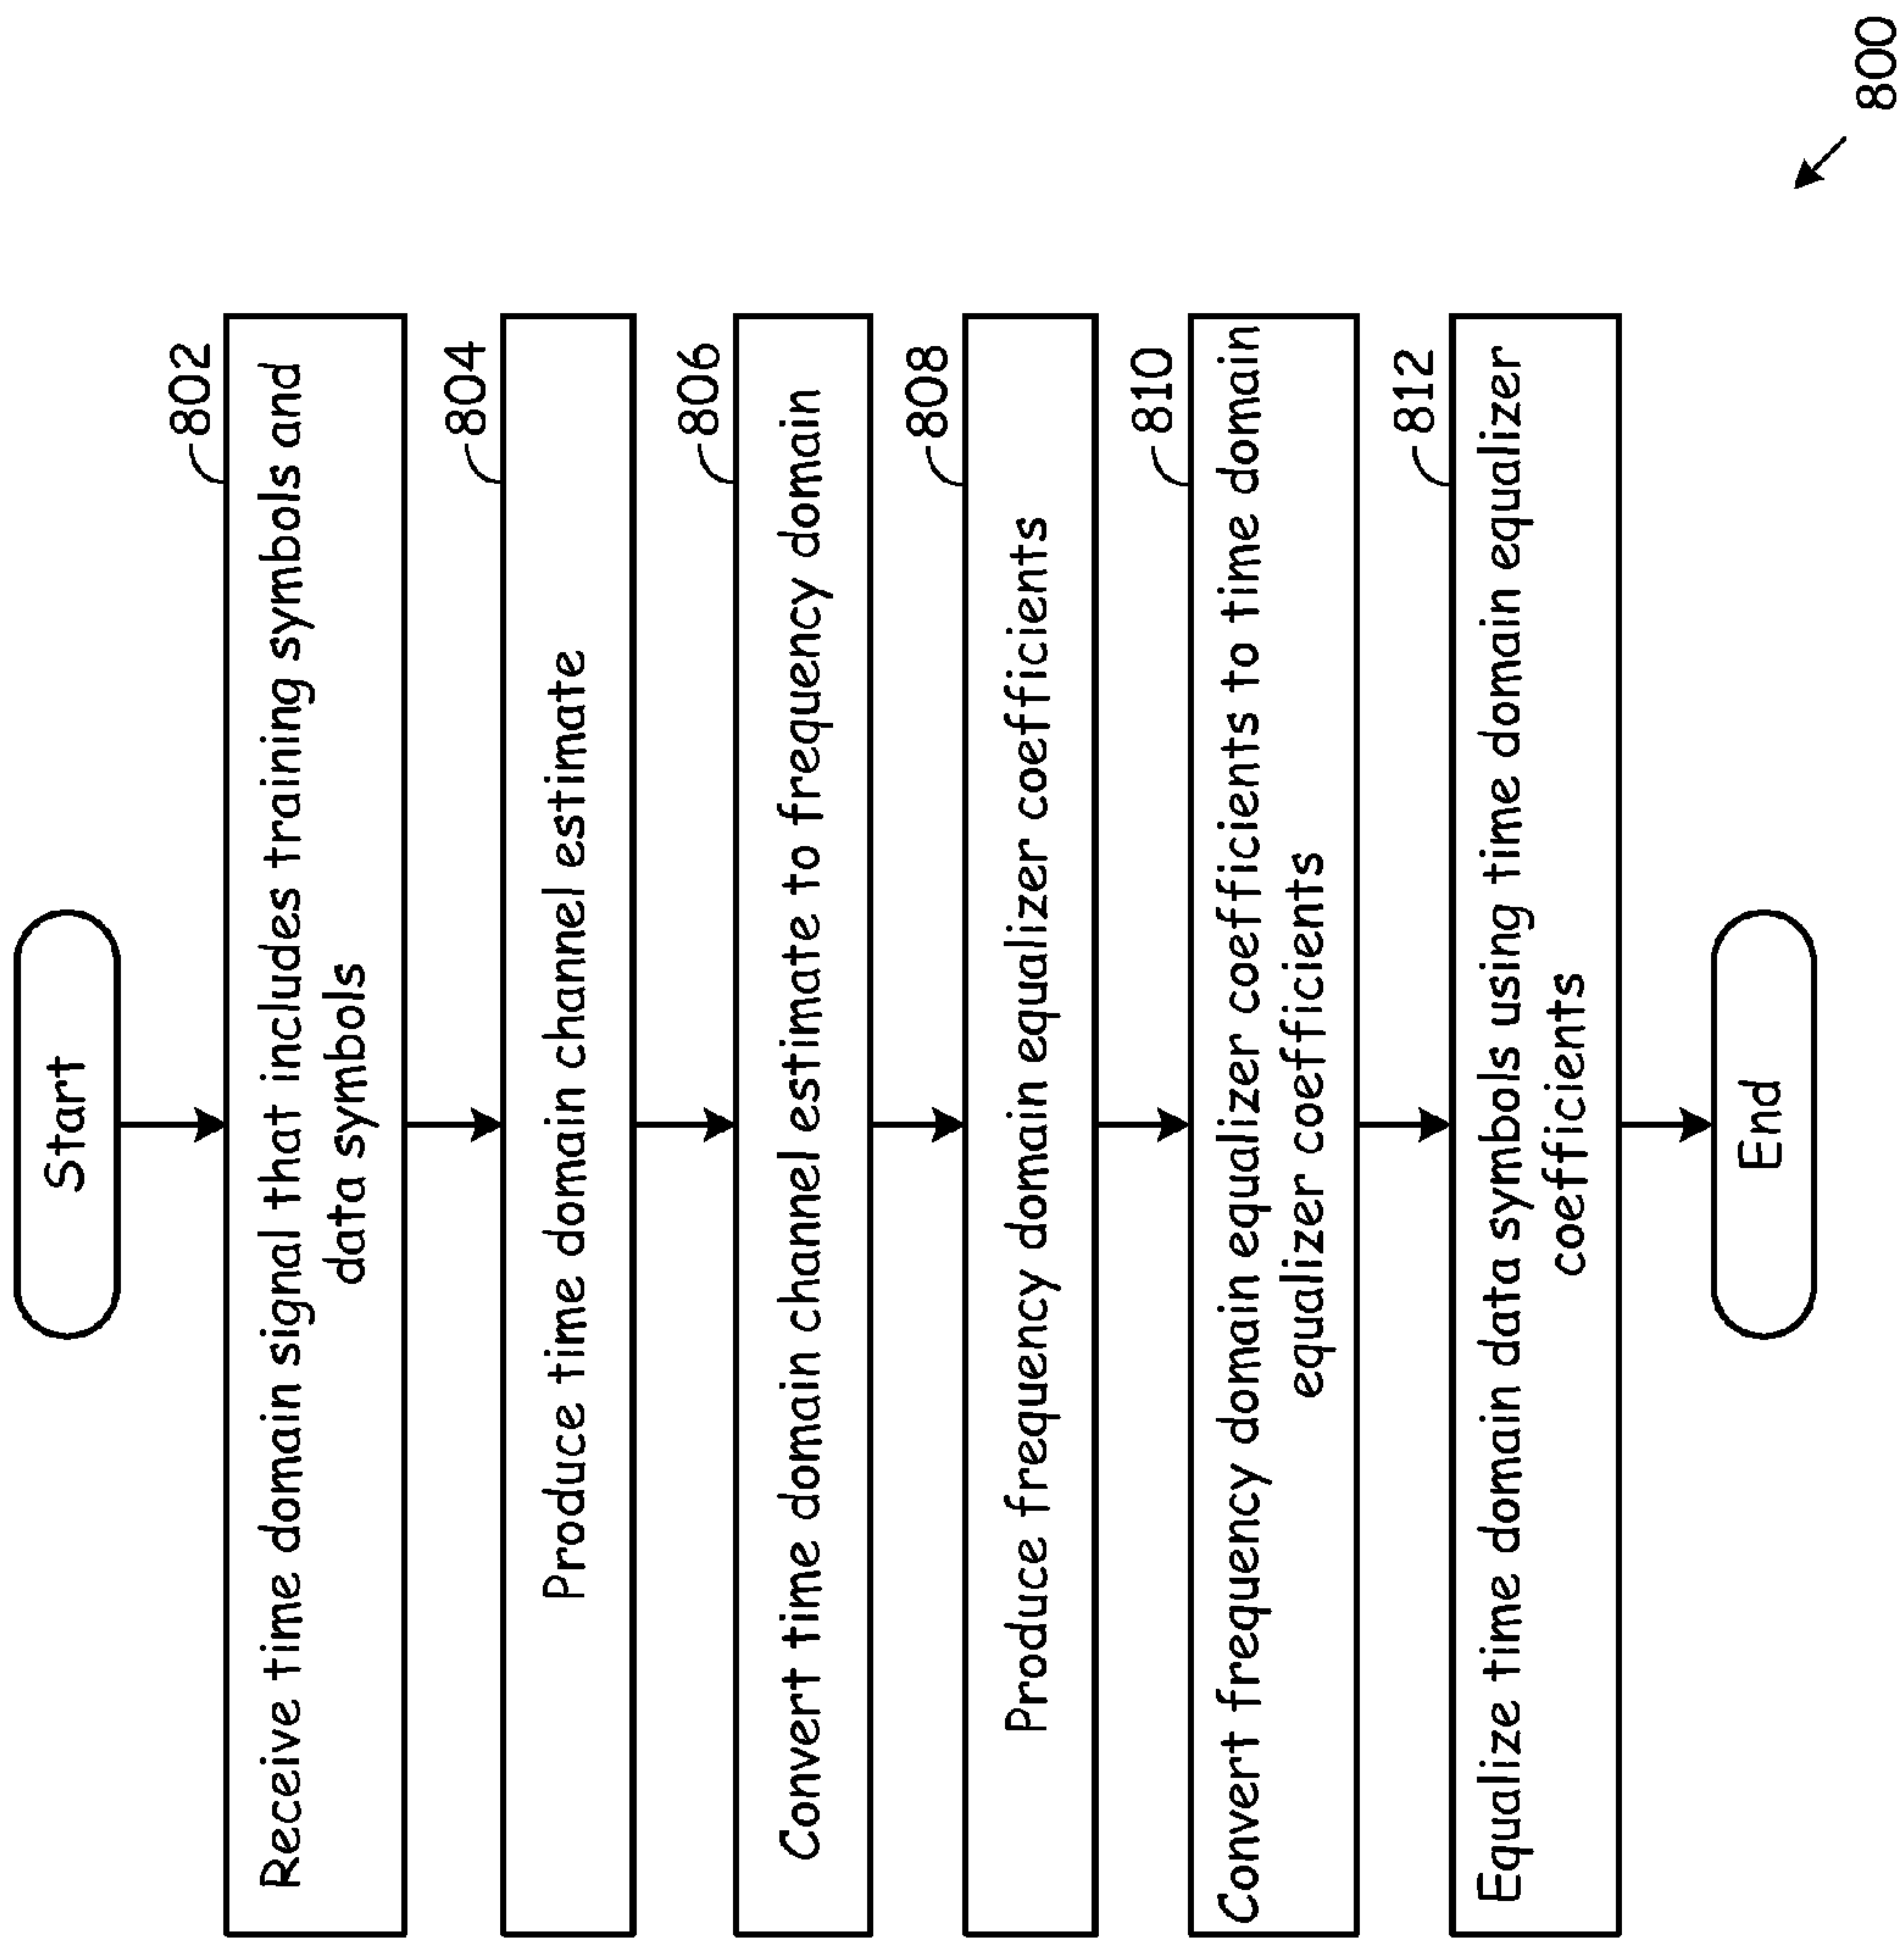 Start
802
Receive time domain signal that includes training symbols and
data symbols
804
Produce time domain channel estimate
806
Convert time domain channel estimate to frequency domain
808
Produce frequency domain equalizer coefficients
810
Convert frequency domain equalizer coefficients to time domain
equalizer coefficients
812
Equalize time domain data symbols using time domain equalizer
coefficients
End
800